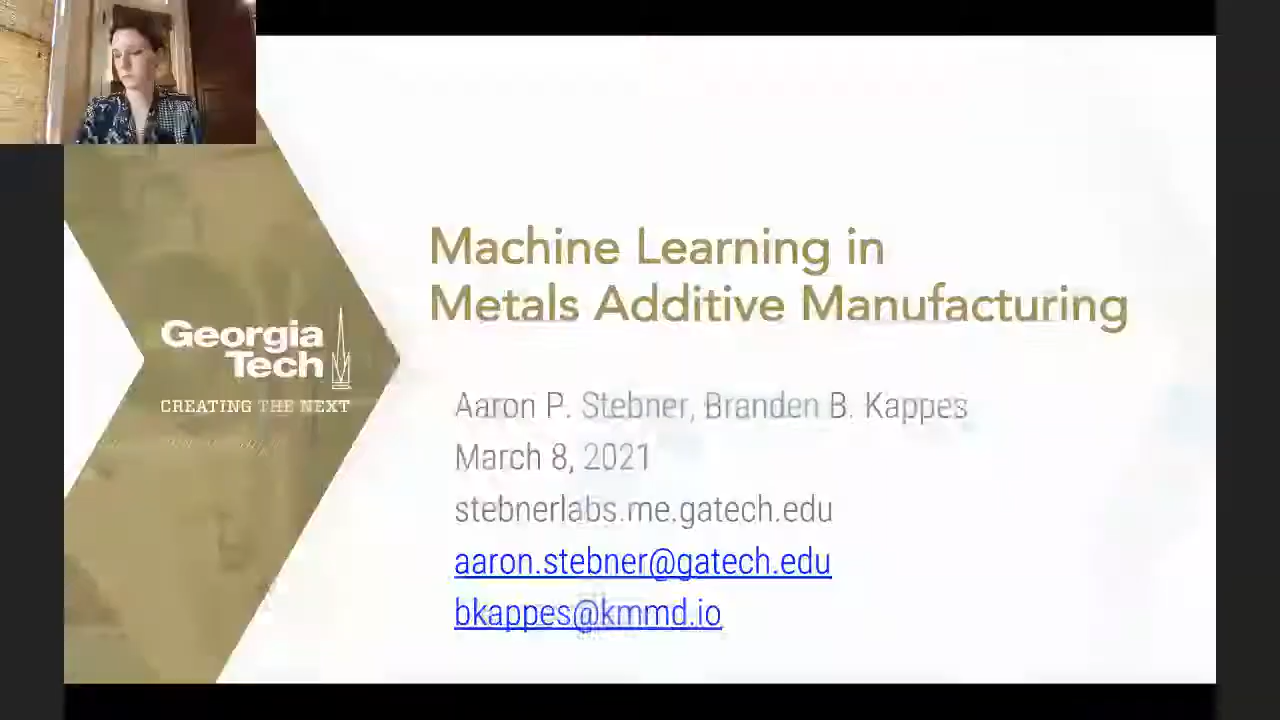 Machine Learning in
Metals Additive Manufacturing
Georgia
Tech
CREATING THE NEXT
Aaron P. Stebner, Branden B. Kappes
March 8, 2021
stebnerlabs.me.gatech.edu
aaron.stebner@gatech.edu
bkappes@kmmd.io